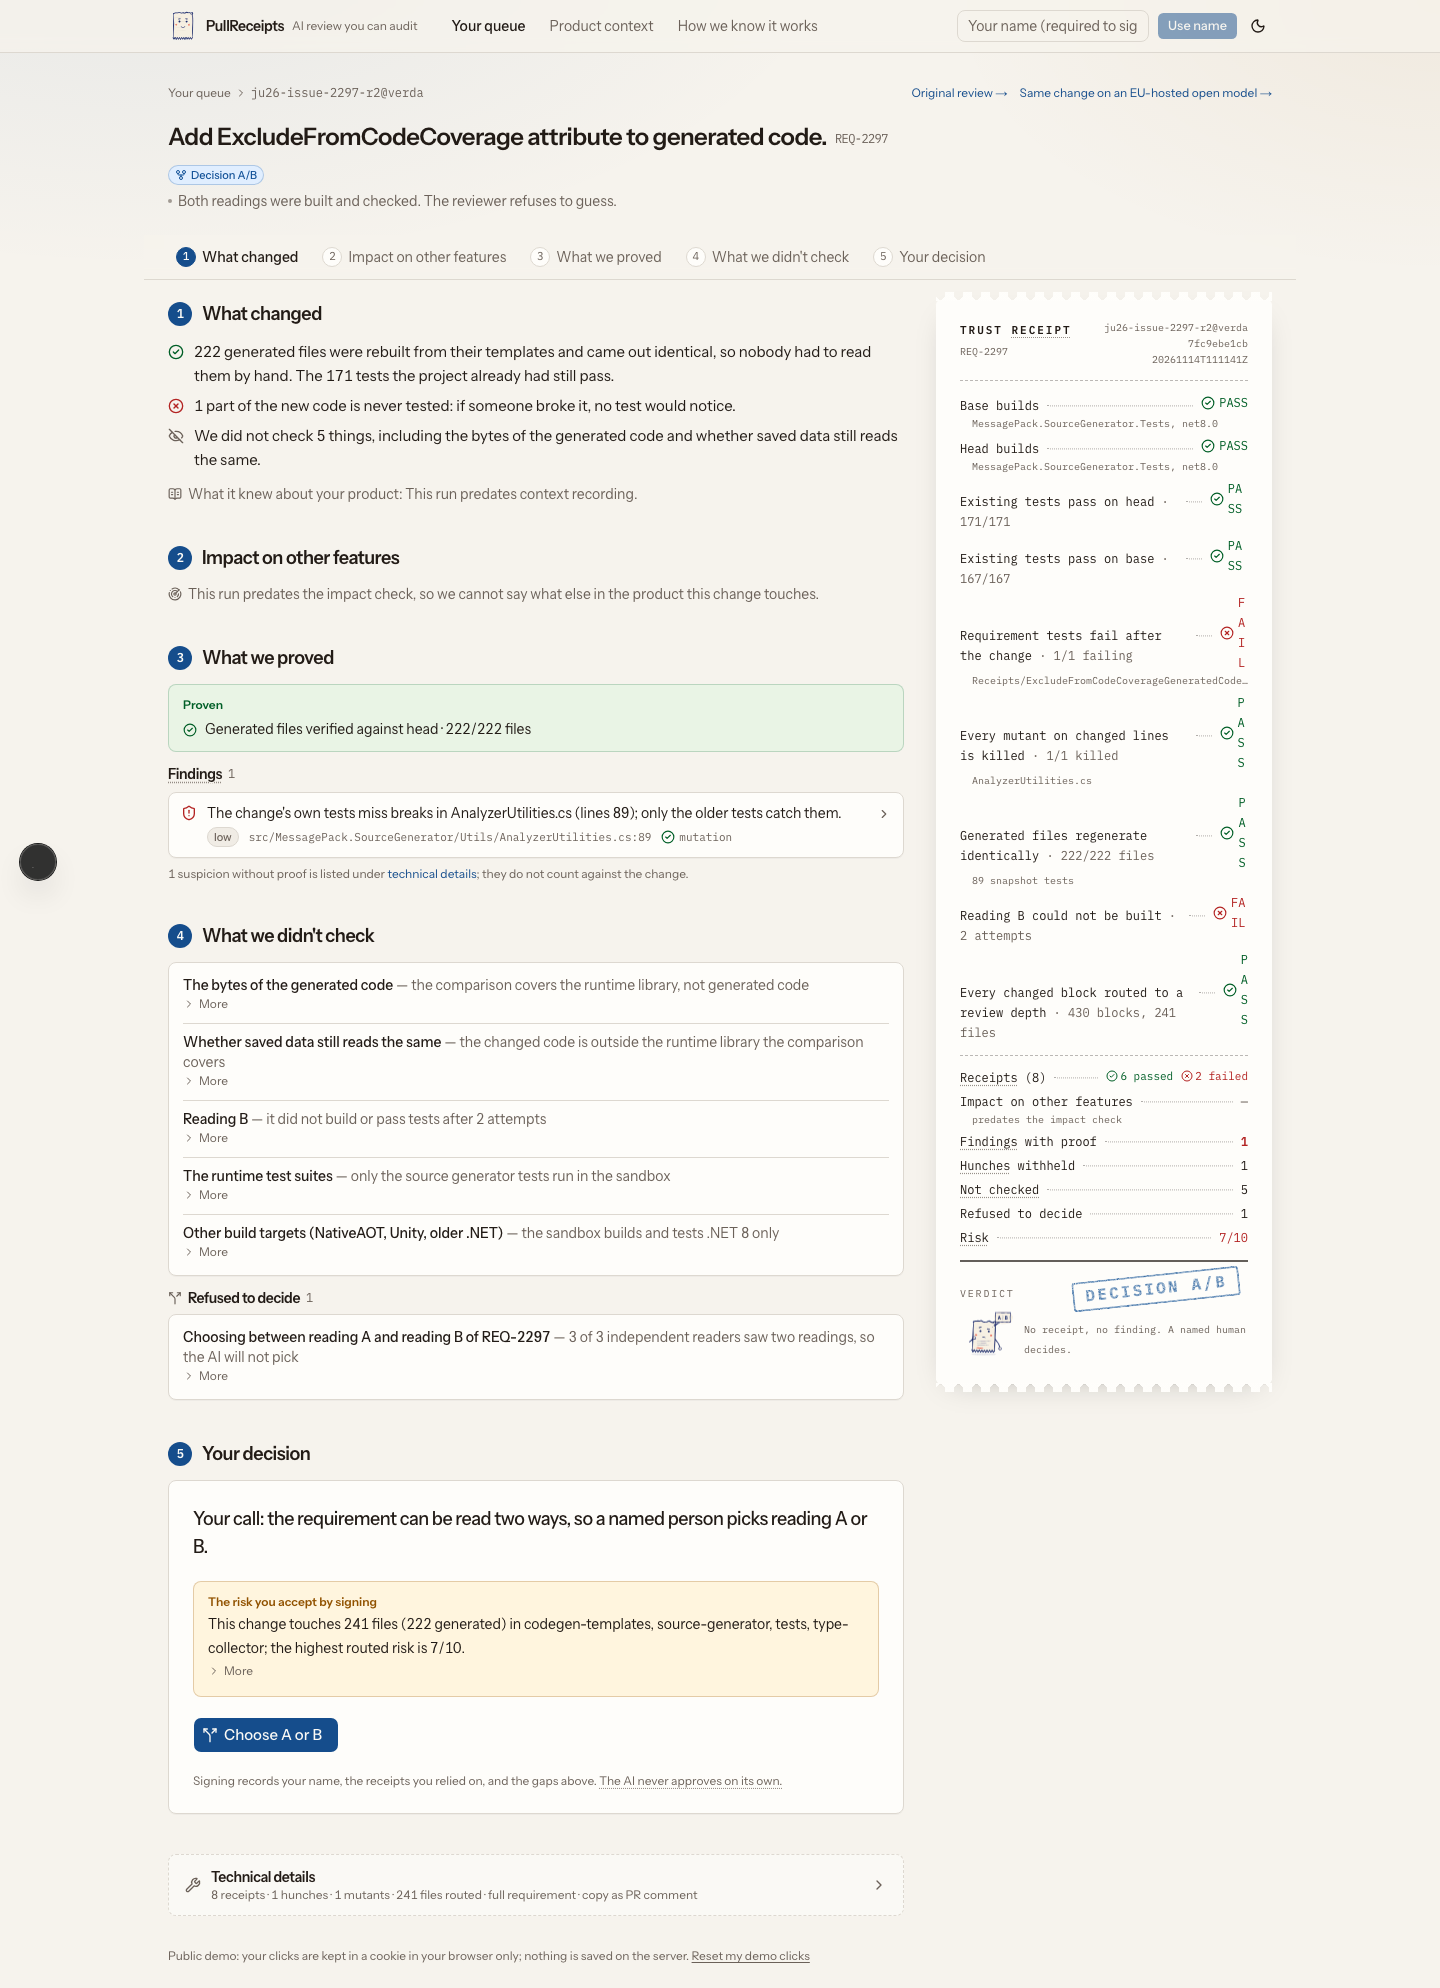 PullReceipts AI review you can audit Your queue Product context How we know it works Your name (required to sig Use name
Your queue > ju26-issue-2297-r2@verda Original review → Same change on an EU-hosted open model →
Add ExcludeFromCodeCoverage attribute to generated code. REQ-2297
Decision A/B
• Both readings were built and checked. The reviewer refuses to guess.
1 What changed 2 Impact on other features 3 What we proved 4 What we didn't check 5 Your decision
1 What changed
222 generated files were rebuilt from their templates and came out identical, so nobody had to read
them by hand. The 171 tests the project already had still pass.
1 part of the new code is never tested: if someone broke it, no test would notice.
We did not check 5 things, including the bytes of the generated code and whether saved data still reads
the same.
What it knew about your product: This run predates context recording.
2 Impact on other features
This run predates the impact check, so we cannot say what else in the product this change touches.
3 What we proved
Proven
Generated files verified against head · 222/222 files
Findings 1
The change's own tests miss breaks in AnalyzerUtilities.cs (lines 89); only the older tests catch them.
low src/MessagePack.SourceGenerator/Utils/AnalyzerUtilities.cs:89 mutation
1 suspicion without proof is listed under technical details; they do not count against the change.
4 What we didn't check
The bytes of the generated code — the comparison covers the runtime library, not generated code
> More
Whether saved data still reads the same — the changed code is outside the runtime library the comparison
covers
> More
Reading B — it did not build or pass tests after 2 attempts
> More
The runtime test suites — only the source generator tests run in the sandbox
> More
Other build targets (NativeAOT, Unity, older .NET) — the sandbox builds and tests .NET 8 only
> More
Refused to decide 1
Choosing between reading A and reading B of REQ-2297 — 3 of 3 independent readers saw two readings, so
the AI will not pick
> More
5 Your decision
Your call: the requirement can be read two ways, so a named person picks reading A or
B.
The risk you accept by signing
This change touches 241 files (222 generated) in codegen-templates, source-generator, tests, type-
collector; the highest routed risk is 7/10.
> More
Choose A or B
Signing records your name, the receipts you relied on, and the gaps above. The AI never approves on its own.
Technical details
8 receipts · 1 hunches · 1 mutants · 241 files routed · full requirement · copy as PR comment
Public demo: your clicks are kept in a cookie in your browser only; nothing is saved on the server. Reset my demo clicks
TRUST RECEIPT ju26-issue-2297-r2@verda
7fc9ebe1cb
REQ-2297
20261114T111141Z
Base builds PASS
MessagePack.SourceGenerator.Tests, net8.0
Head builds PASS
MessagePack.SourceGenerator.Tests, net8.0
Existing tests pass on head · PASS
171/171
Existing tests pass on base · PASS
167/167
Requirement tests fail after FAIL
the change · 1/1 failing
Receipts/ExcludeFromCodeCoverageGeneratedCode…
Every mutant on changed lines PASS
is killed · 1/1 killed
AnalyzerUtilities.cs
Generated files regenerate PASS
identically · 222/222 files
89 snapshot tests
Reading B could not be built · FAIL
2 attempts
Every changed block routed to a PASS
review depth · 430 blocks, 241
files
Receipts (8) 6 passed 2 failed
Impact on other features —
predates the impact check
Findings with proof 1
Hunches withheld 1
Not checked 5
Refused to decide 1
Risk 7/10
VERDICT DECISION A/B
A|B
No receipt, no finding. A named human
decides.